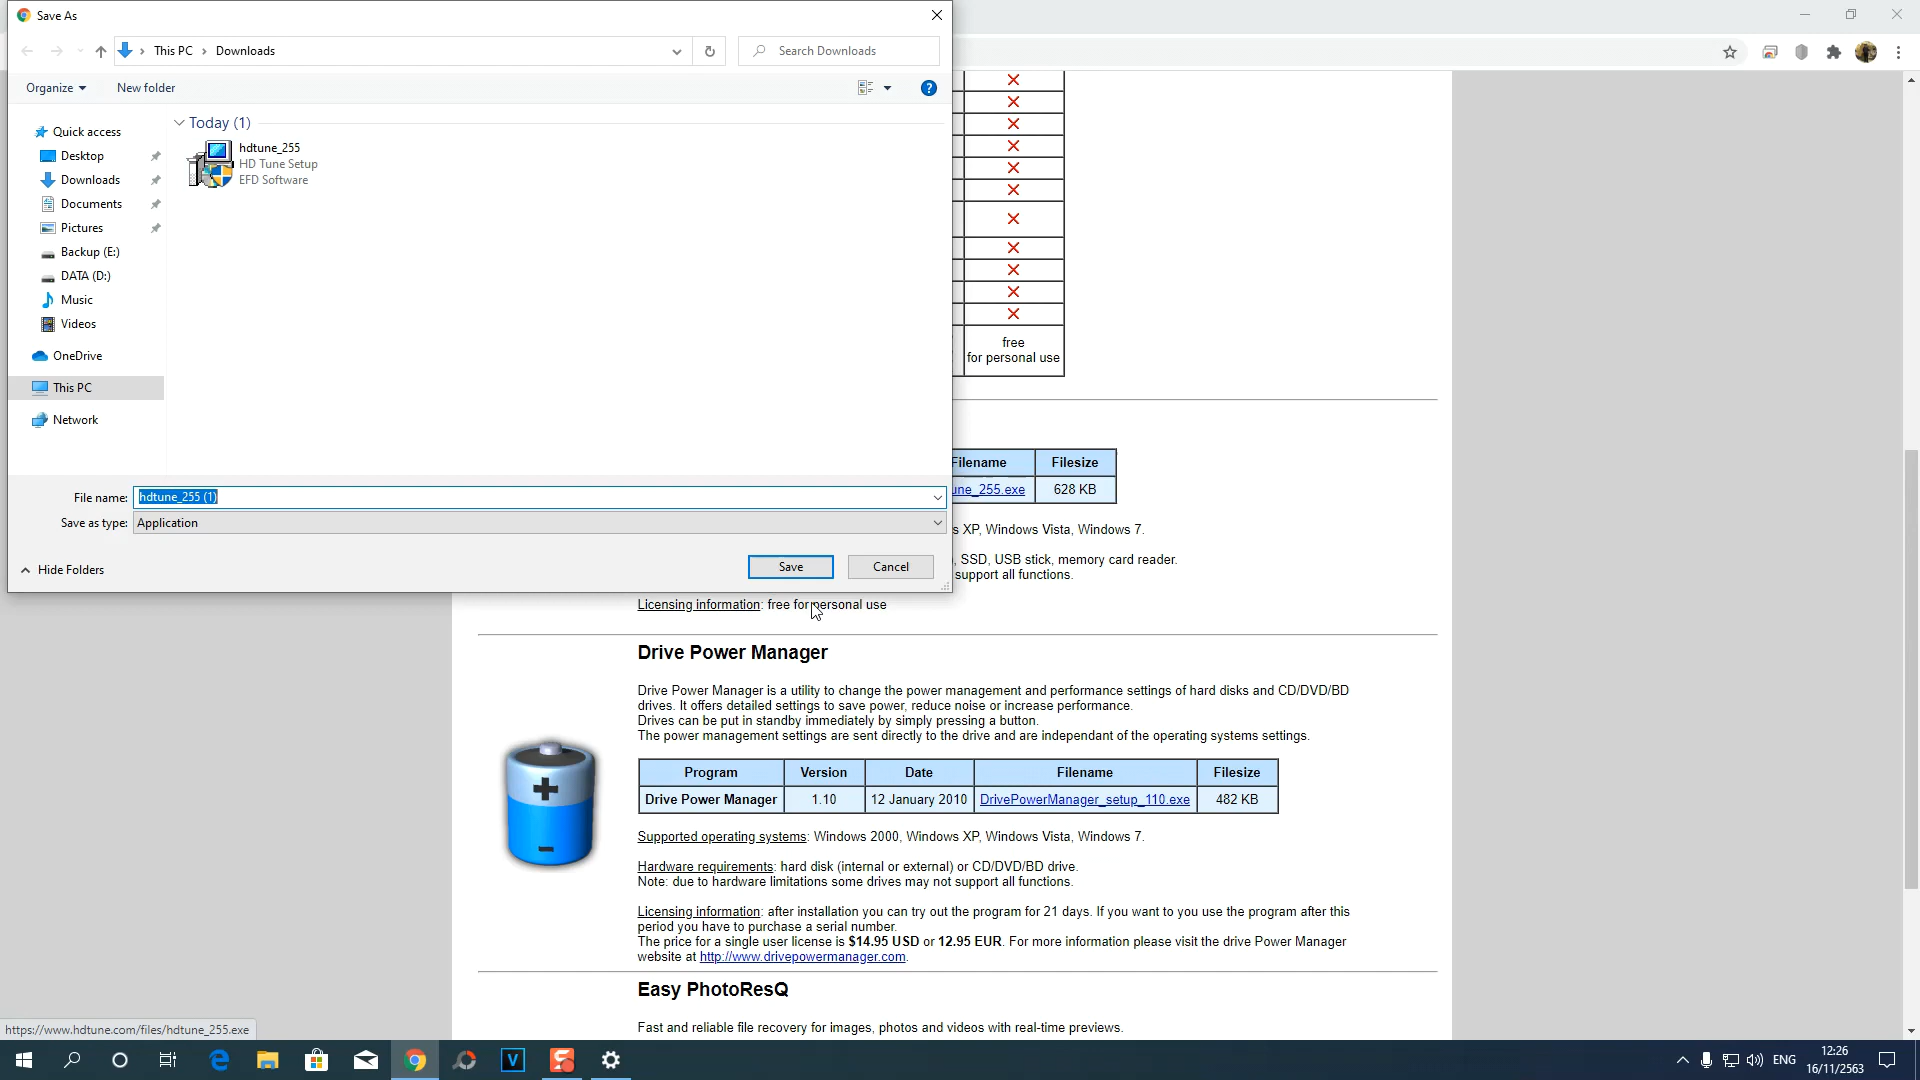 Save As
This PC
Downloads
Search Downloads
Organize
New folder
Quick access
Desktop
Downloads
Documents
Pictures
Backup (E:)
DATA (D:)
Music
Videos
OneDrive
This PC
Network
Today (1)
hdtune_255
HD Tune Setup
EFD Software
File name:
hdtune_255 (1)
Save as type:
Application
Hide Folders
Save
Cancel
free
for personal use
Filename
Filesize
une_255.exe
628 KB
s XP, Windows Vista, Windows 7.
, SSD, USB stick, memory card reader.
support all functions.
Licensing information: free for personal use
Drive Power Manager
Drive Power Manager is a utility to change the power management and performance settings of hard disks and CD/DVD/BD
drives. It offers detailed settings to save power, reduce noise or increase performance.
Drives can be put in standby immediately by simply pressing a button.
The power management settings are sent directly to the drive and are independant of the operating systems settings.
Program
Version
Date
Filename
Filesize
Drive Power Manager
1.10
12 January 2010
DrivePowerManager_setup_110.exe
482 KB
Supported operating systems: Windows 2000, Windows XP, Windows Vista, Windows 7.
Hardware requirements: hard disk (internal or external) or CD/DVD/BD drive.
Note: due to hardware limitations some drives may not support all functions.
Licensing information: after installation you can try out the program for 21 days. If you want to you use the program after this
period you have to purchase a serial number.
The price for a single user license is $14.95 USD or 12.95 EUR. For more information please visit the drive Power Manager
website at http://www.drivepowermanager.com.
Easy PhotoResQ
Fast and reliable file recovery for images, photos and videos with real-time previews.
https://www.hdtune.com/files/hdtune_255.exe
ENG
12:26
16/11/2563